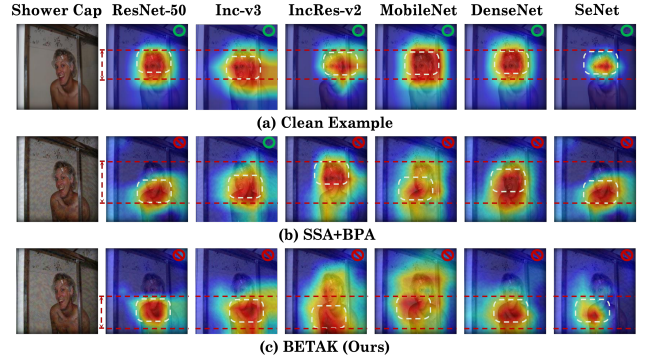 Shower Cap ResNet-50 Inc-v3 IncRes-v2 MobileNet DenseNet SeNet
(a) Clean Example
(b) SSA+BPA
(c) BETAK (Ours)